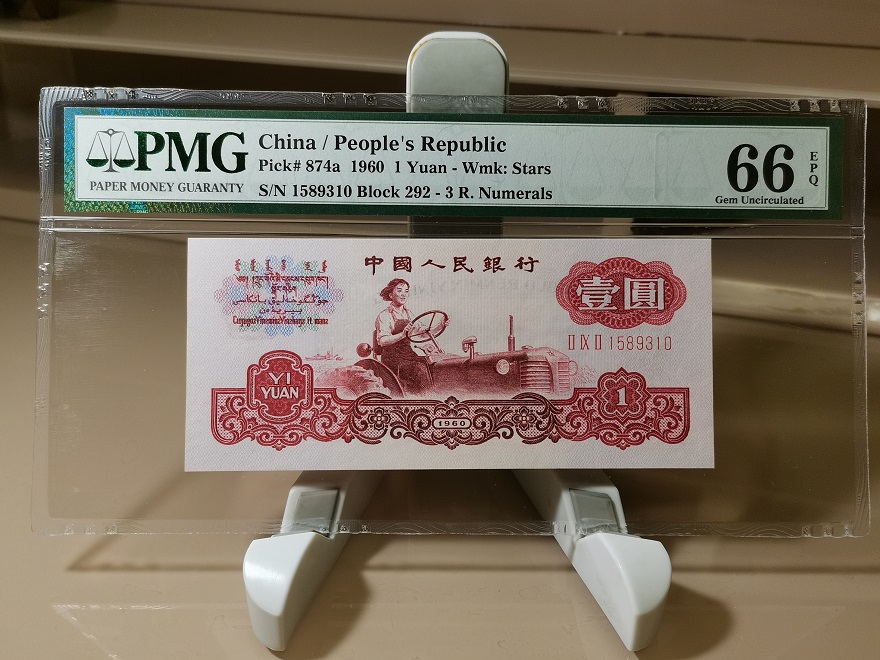 PMG
PAPER MONEY GUARANTY
China / People's Republic
Pick# 874a 1960 1 Yuan - Wmk: Stars
S/N 1589310 Block 292 - 3 R. Numerals
66 EPQ
Gem Uncirculated
中國人民銀行
壹圓
II IX II 1589310
YI
YUAN
1960
1